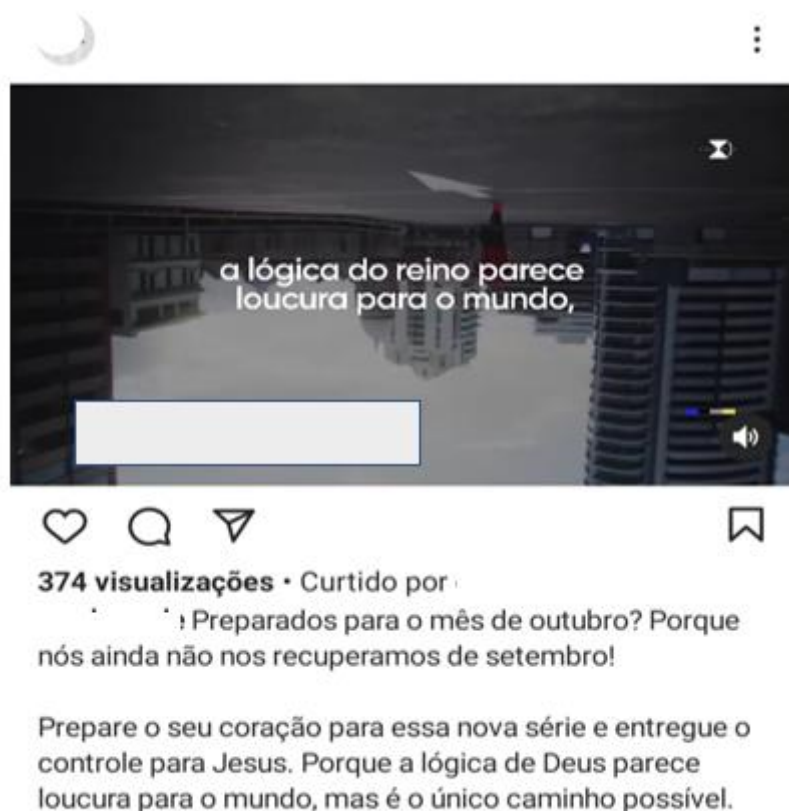 a lógica do reino parece
loucura para o mundo,
374 visualizações • Curtido por
Preparados para o mês de outubro? Porque
nós ainda não nos recuperamos de setembro!
Prepare o seu coração para essa nova série e entregue o
controle para Jesus. Porque a lógica de Deus parece
loucura para o mundo, mas é o único caminho possível.